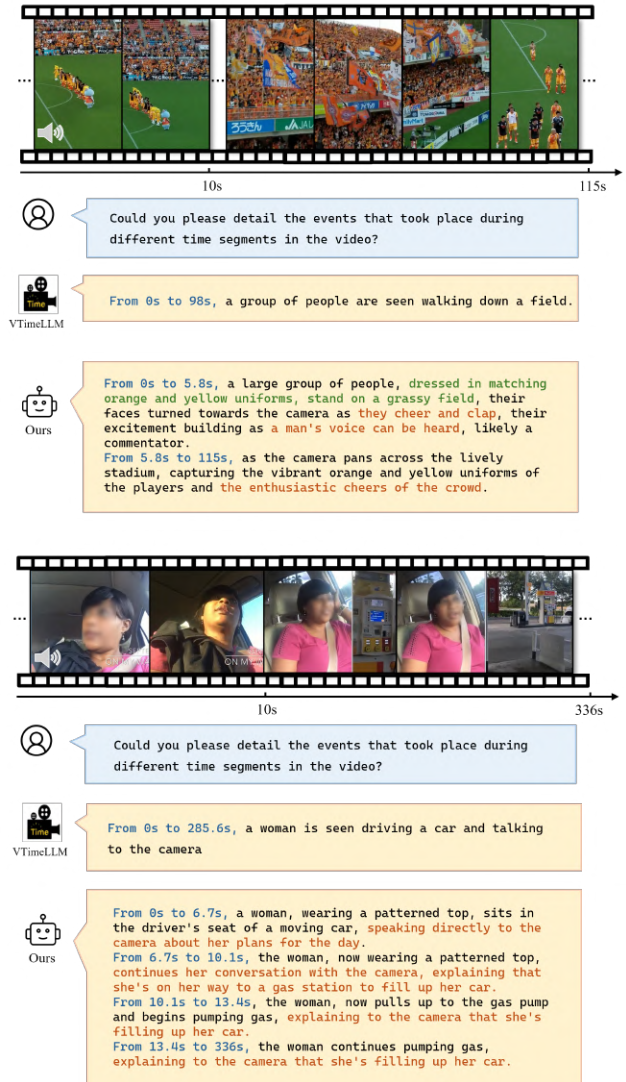 ろうきん
JA JAL
10s
115s
Could you please detail the events that took place during
different time segments in the video?
Time
VTimeLLM
From 0s to 98s, a group of people are seen walking down a field.
Ours
From 0s to 5.8s, a large group of people, dressed in matching
orange and yellow uniforms, stand on a grassy field, their
faces turned towards the camera as they cheer and clap, their
excitement building as a man's voice can be heard, likely a
commentator.
From 5.8s to 115s, as the camera pans across the lively
stadium, capturing the vibrant orange and yellow uniforms of
the players and the enthusiastic cheers of the crowd.
...
...
10s
336s
Could you please detail the events that took place during
different time segments in the video?
Time
VTimeLLM
From 0s to 285.6s, a woman is seen driving a car and talking
to the camera
Ours
From 0s to 6.7s, a woman, wearing a patterned top, sits in
the driver's seat of a moving car, speaking directly to the
camera about her plans for the day.
From 6.7s to 10.1s, the woman, now wearing a patterned top,
continues her conversation with the camera, explaining that
she's on her way to a gas station to fill up her car.
From 10.1s to 13.4s, the woman, now pulls up to the gas pump
and begins pumping gas, explaining to the camera that she's
filling up her car.
From 13.4s to 336s, the woman continues pumping gas,
explaining to the camera that she's filling up her car.